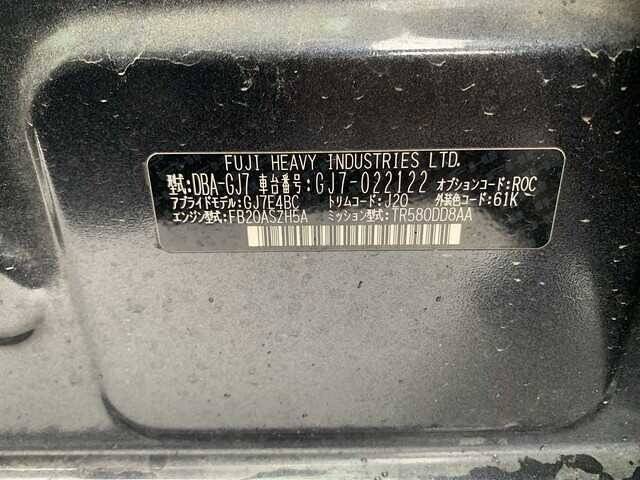 FUJI HEAVY INDUSTRIES LTD.
型式:DBA-GJ7 車台番号:GJ7-022122 オプションコード:ROC
アプライドモデル:GJ7E4BC トリムコード:J20 外装色コード:61K
エンジン型式:FB20ASZH5A ミッション型式:TR580DD8AA